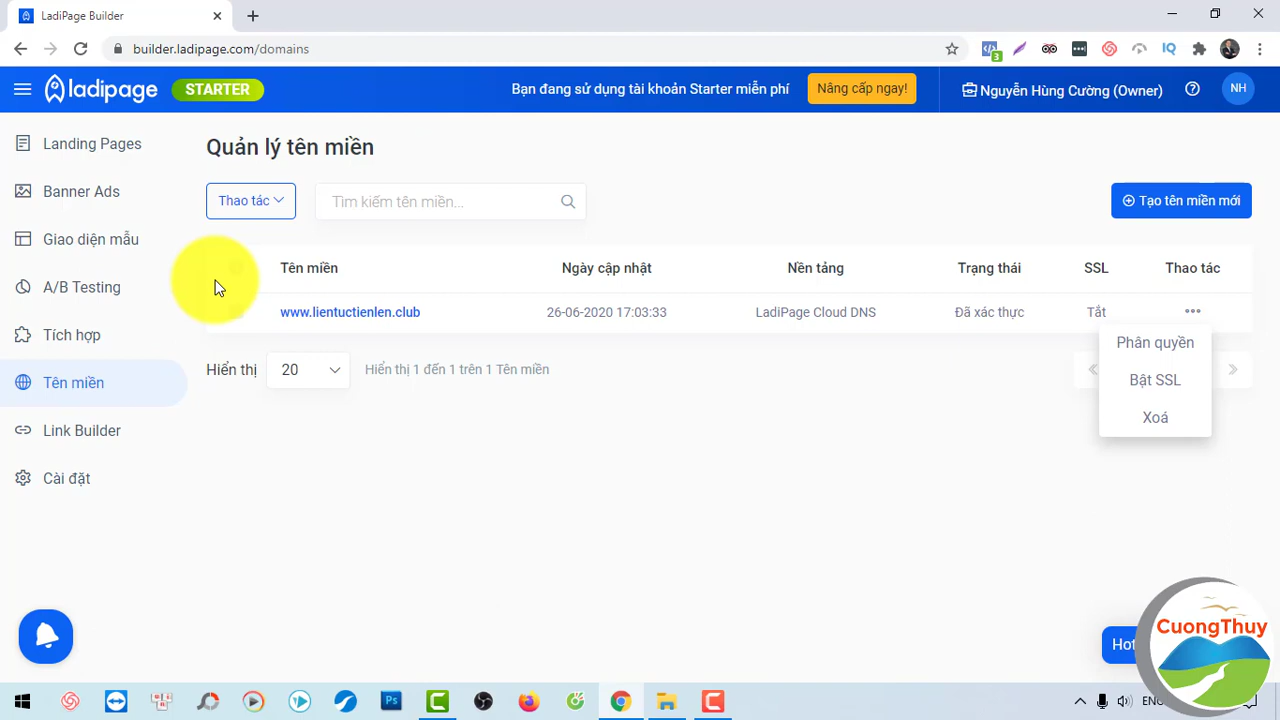 LadiPage Builder
builder.ladipage.com/domains
3
ladipage STARTER Bạn đang sử dụng tài khoản Starter miễn phí Nâng cấp ngay! Nguyễn Hùng Cường (Owner) NH
Landing Pages
Banner Ads
Giao diện mẫu
A/B Testing
Tích hợp
Tên miền
Link Builder
Cài đặt
Quản lý tên miền
Thao tác Tìm kiếm tên miền... Tạo tên miền mới
Tên miền Ngày cập nhật Nền tảng Trạng thái SSL Thao tác
www.lientuctienlen.club 26-06-2020 17:03:33 LadiPage Cloud DNS Đã xác thực Tắt
Hiển thị 20 Hiển thị 1 đến 1 trên 1 Tên miền
Phân quyền
Bật SSL
Xoá
CuongThuy
Ps